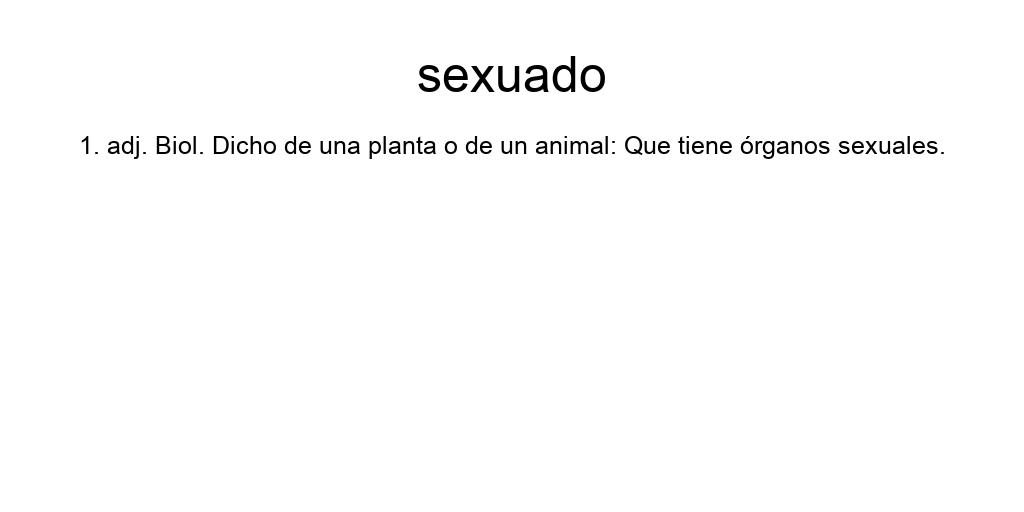 sexuado
1. adj. Biol. Dicho de una planta o de un animal: Que tiene órganos sexuales.